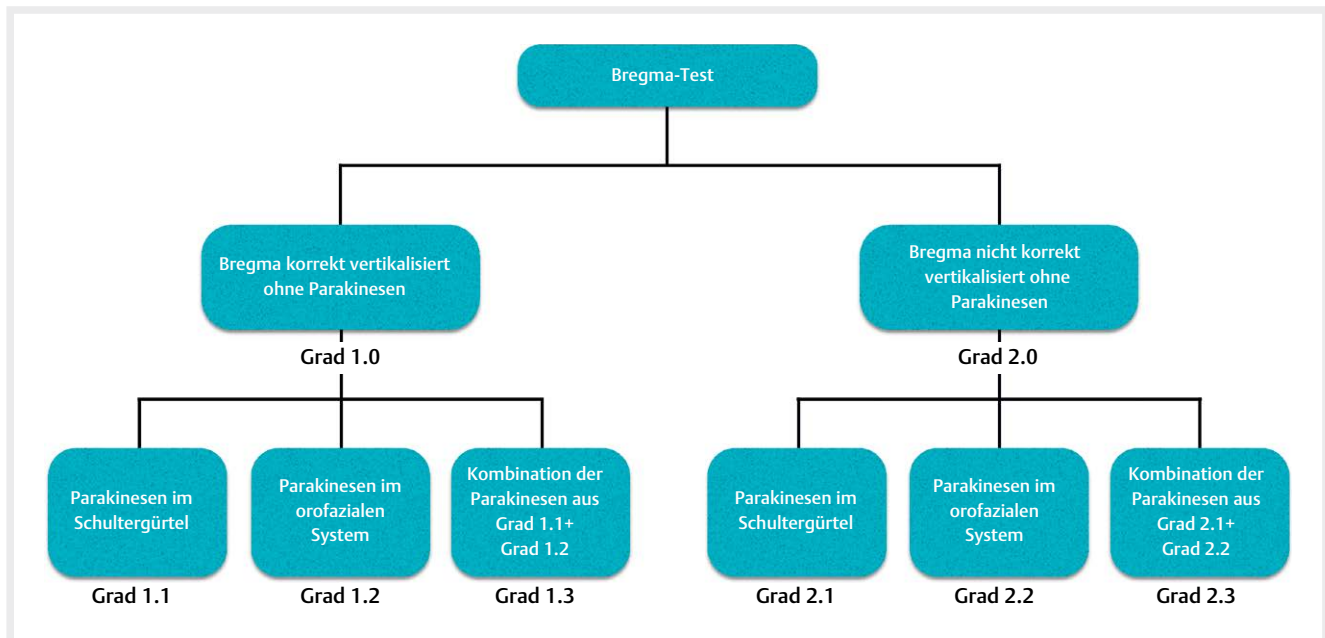 Bregma-Test
Bregma korrekt vertikalisiert
ohne Parakinesen
Bregma nicht korrekt
vertikalisiert ohne
Parakinesen
Grad 1.0
Grad 2.0
Parakinesen im
Schultergürtel
Parakinesen im
orofazialen
System
Kombination der
Parakinesen aus
Grad 1.1+
Grad 1.2
Parakinesen im
Schultergürtel
Parakinesen im
orofazialen
System
Kombination der
Parakinesen aus
Grad 2.1+
Grad 2.2
Grad 1.1
Grad 1.2
Grad 1.3
Grad 2.1
Grad 2.2
Grad 2.3